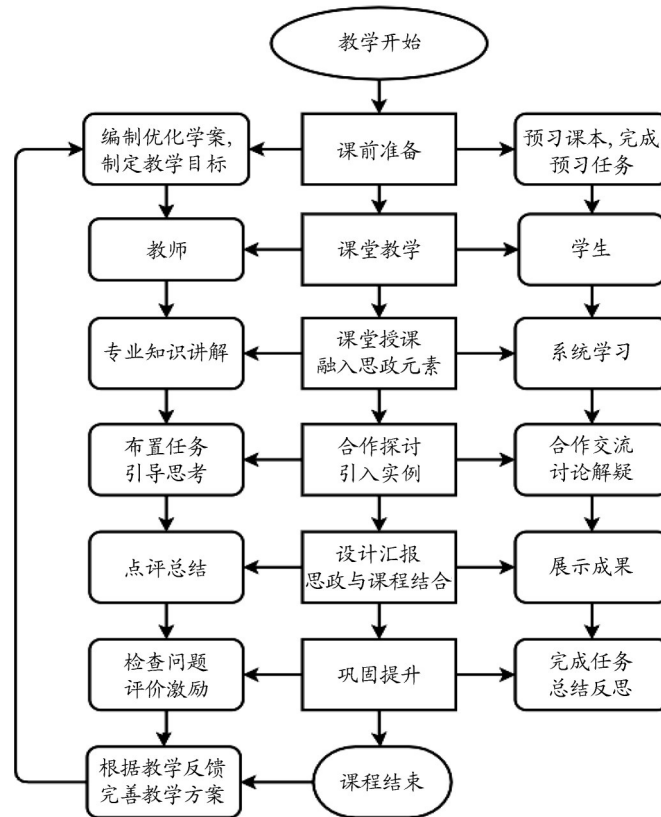 教学开始
编制优化学案,
制定教学目标
课前准备
预习课本, 完成
预习任务
教师
课堂教学
学生
专业知识讲解
课堂授课
融入思政元素
系统学习
布置任务
引导思考
合作探讨
引入实例
合作交流
讨论解疑
点评总结
设计汇报
思政与课程结合
展示成果
检查问题
评价激励
巩固提升
完成任务
总结反思
根据教学反馈
完善教学方案
课程结束